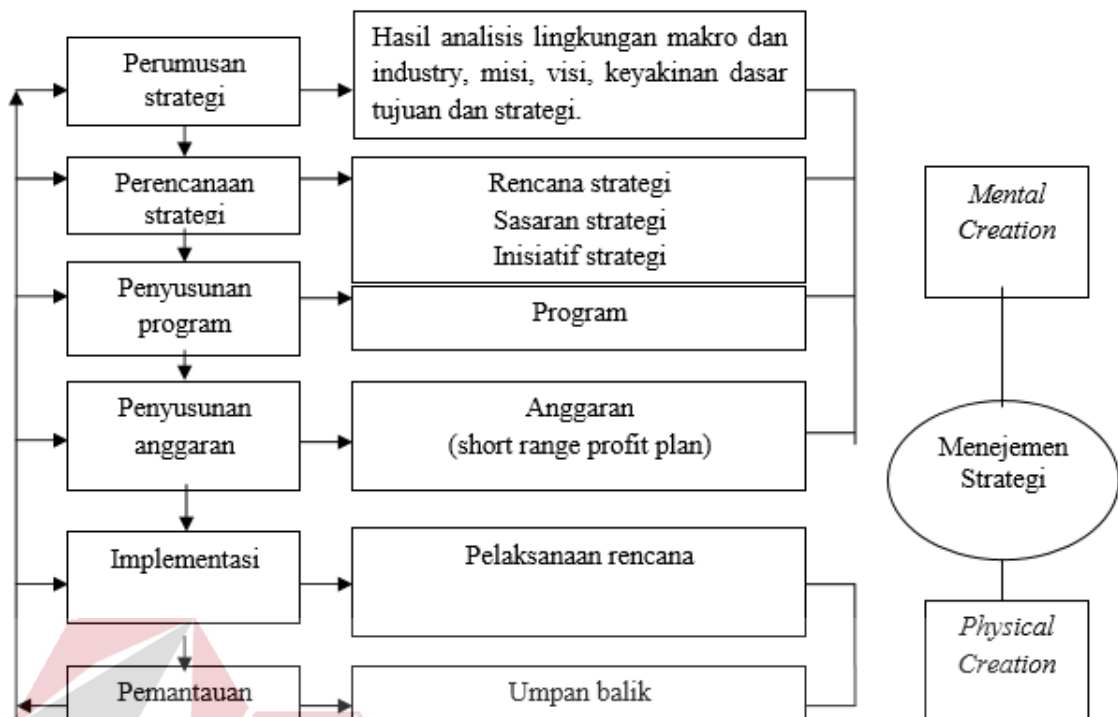 Perumusan
strategi
Hasil analisis lingkungan makro dan
industry, misi, visi, keyakinan dasar
tujuan dan strategi.
Perencanaan
strategi
Rencana strategi
Sasaran strategi
Inisiatif strategi
Penyusunan
program
Program
Penyusunan
anggaran
Anggaran
(short range profit plan)
Implementasi
Pelaksanaan rencana
Pemantauan
Umpan balik
Mental
Creation
Menejemen
Strategi
Physical
Creation